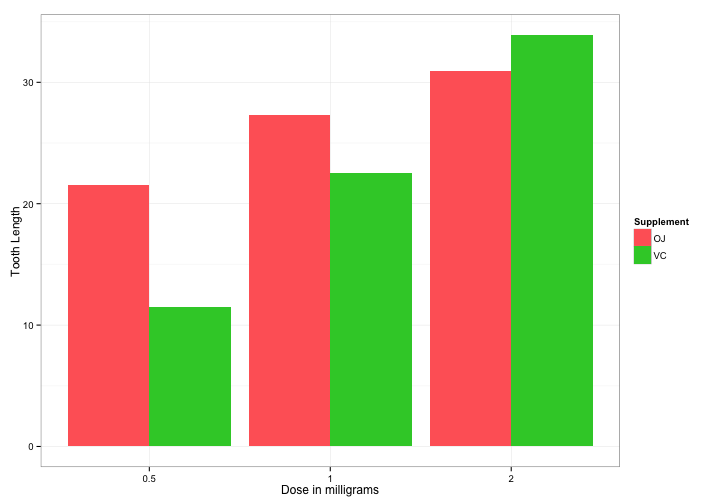 Tooth Length
30
20
10
0
0.5 1 2
Dose in milligrams
Supplement
OJ
VC